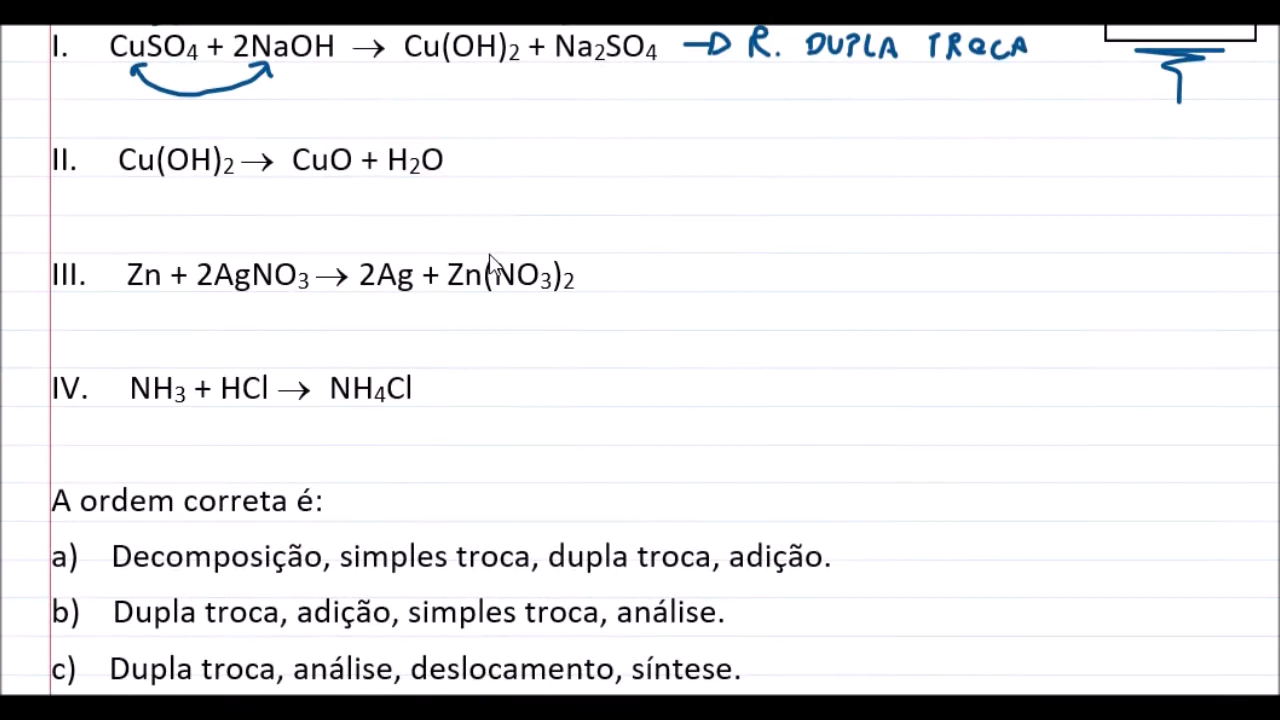 I. CuSO₄ + 2NaOH → Cu(OH)₂ + Na₂SO₄ → R. DUPLA TROCA
II. Cu(OH)₂ → CuO + H₂O
III. Zn + 2AgNO₃ → 2Ag + Zn(NO₃)₂
IV. NH₃ + HCl → NH₄Cl
A ordem correta é:
a) Decomposição, simples troca, dupla troca, adição.
b) Dupla troca, adição, simples troca, análise.
c) Dupla troca, análise, deslocamento, síntese.